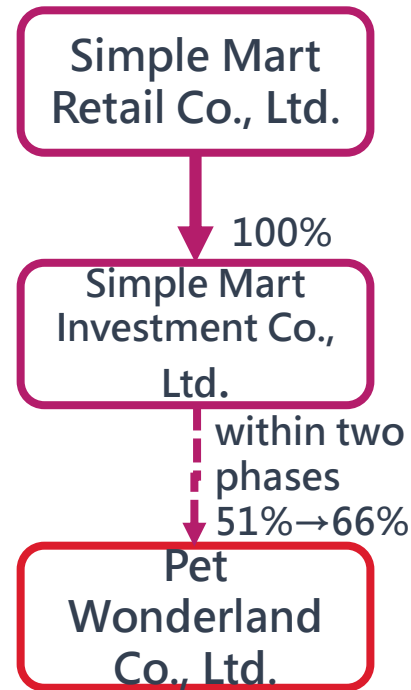 Simple Mart
Retail Co., Ltd.
100%
Simple Mart
Investment Co.,
Ltd.
within two
phases
51%→66%
Pet
Wonderland
Co., Ltd.